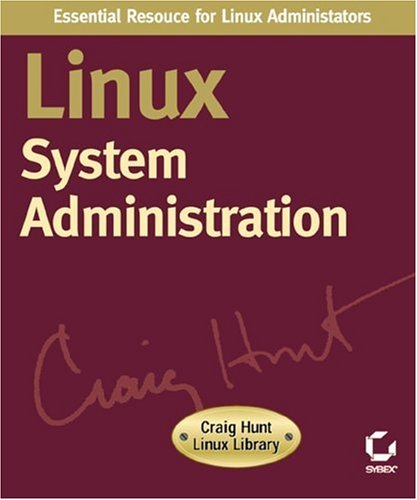 Essential Resouce for Linux Administators
Linux
System
Administration
Craig Hunt
Craig Hunt
Linux Library
SYBEX